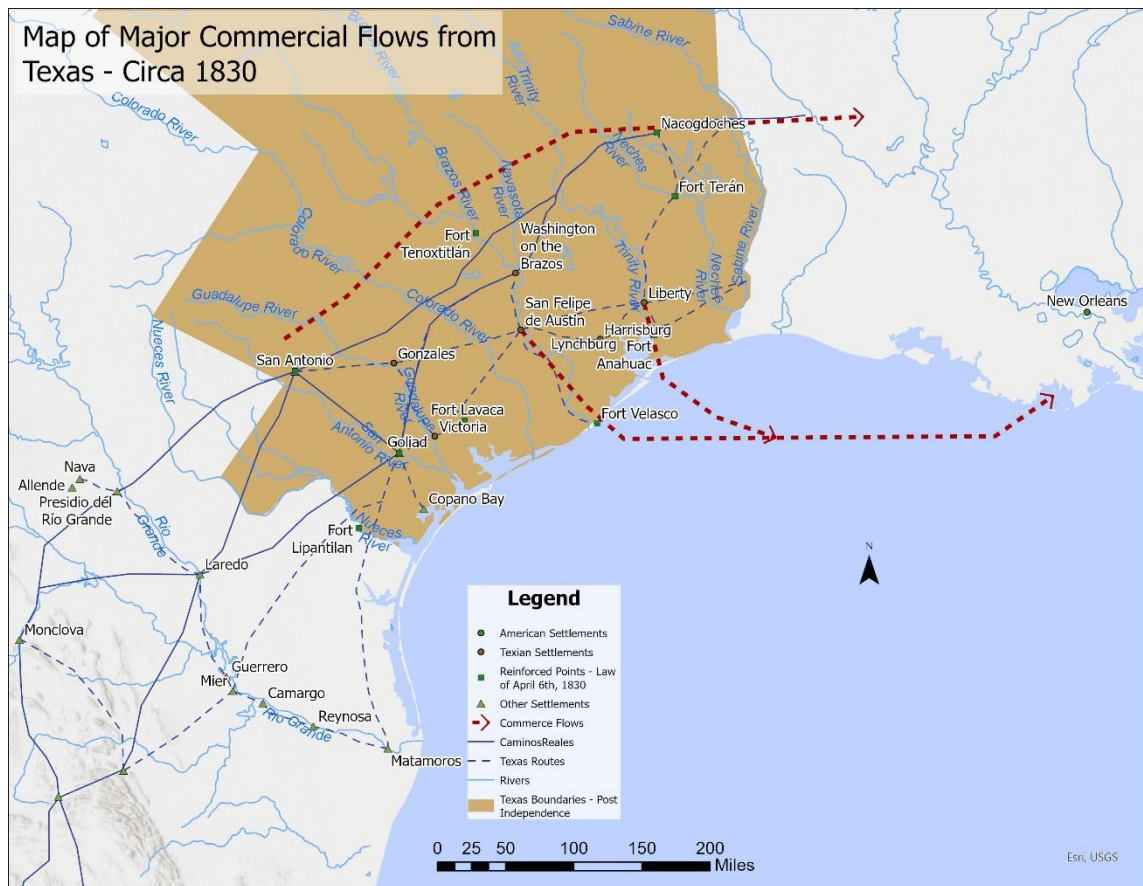 Map of Major Commercial Flows from
Texas - Circa 1830
Sabine River
Trinity
River
Brazos River
Colorado River
Nacogdoches
Neches
River
Navasota
River
Brazos River
Fort Terán
Fort
Tenoxtitlán
Washington
on the
Brazos
Colorado
River
Trinity
River
Neches
River
Sabine River
Guadalupe River
Colorado River
San Felipe
de Austin
Liberty
New Orleans
Nueces
River
Harrisburg
Lynchburg
Fort
Anahuac
Gonzales
San Antonio
Guadalupe
River
Fort Lavaca
Victoria
Fort Velasco
San
Antonio River
Goliad
Nava
Allende
Presidio del
Río Grande
Copano Bay
Rio
Grande
Fort
Lipantilan
Nueces
River
Laredo
N
Monclova
Guerrero
Mier
Camargo
Rio Grande
Reynosa
Matamoros
Legend
American Settlements
Texian Settlements
Reinforced Points - Law
of April 6th, 1830
Other Settlements
Commerce Flows
CaminosReales
Texas Routes
Rivers
Texas Boundaries - Post
Independence
0 25 50 100 150 200
Miles
Esri, USGS